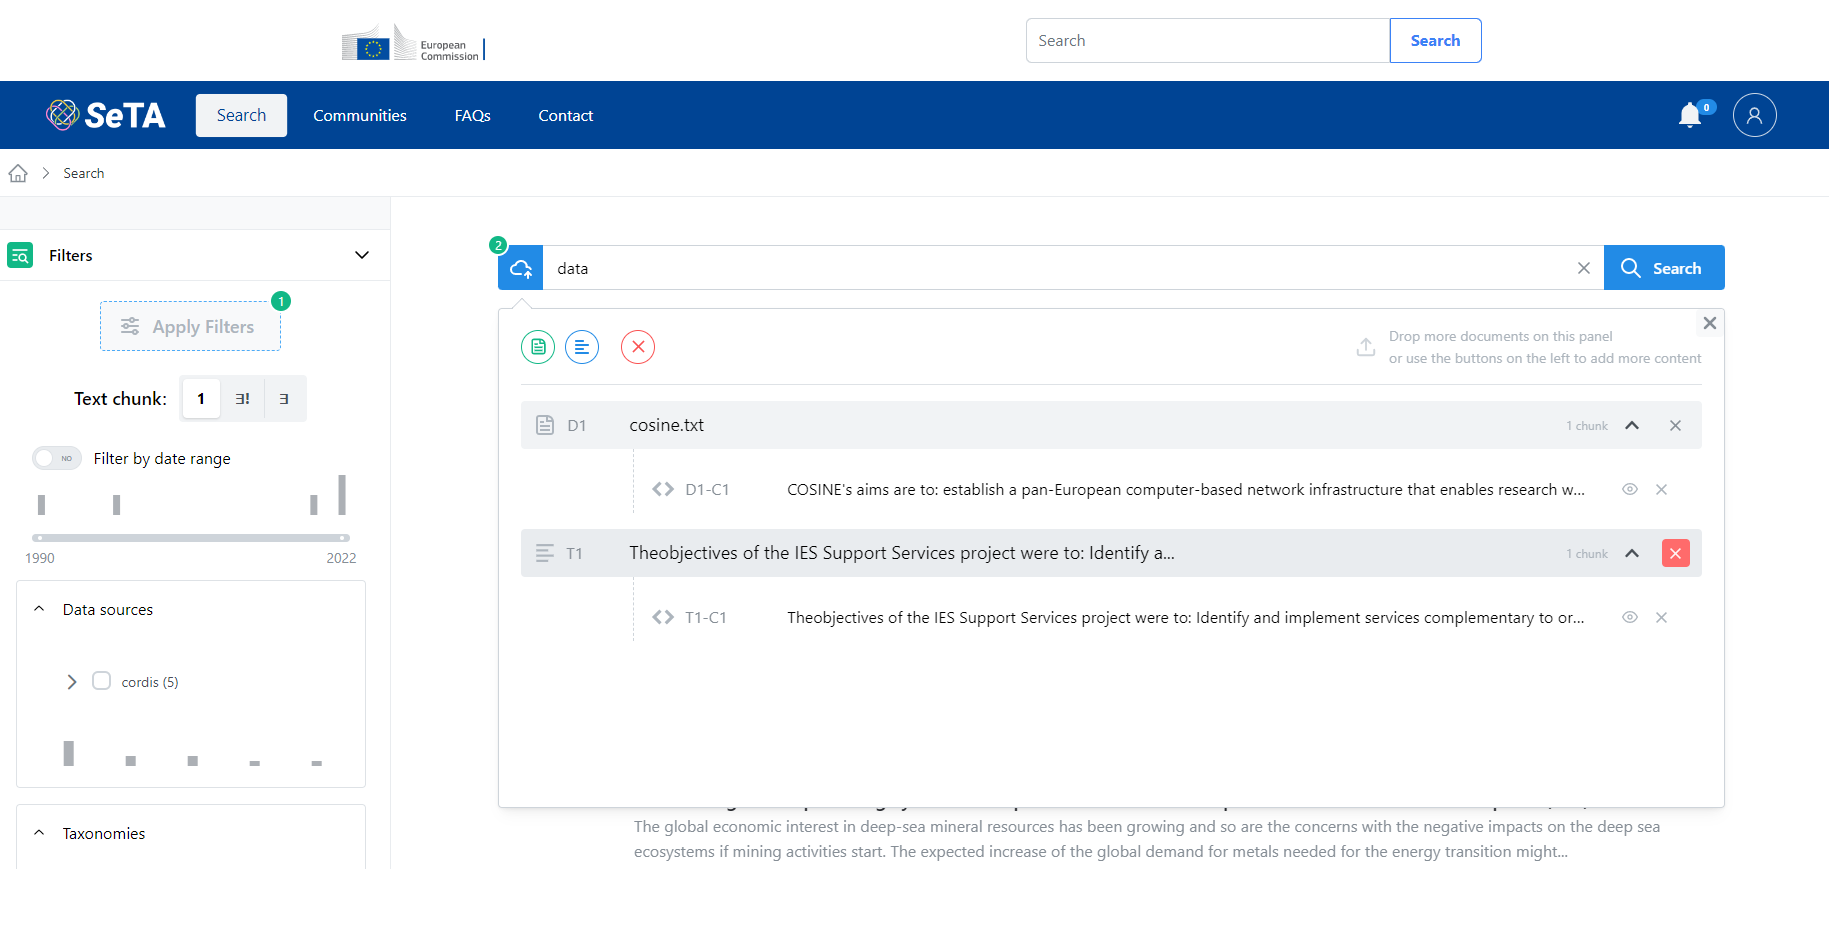 European
Commission
Search
Search
SeTA
Search
Communities
FAQs
Contact
0
Search
Filters
1
Apply Filters
Text chunk:
1
∃!
∃
NO
Filter by date range
1990
2022
Data sources
cordis (5)
Taxonomies
2
data
Search
Drop more documents on this panel
or use the buttons on the left to add more content
D1
cosine.txt
1 chunk
D1-C1
COSINE's aims are to: establish a pan-European computer-based network infrastructure that enables research w...
T1
Theobjectives of the IES Support Services project were to: Identify a...
1 chunk
T1-C1
Theobjectives of the IES Support Services project were to: Identify and implement services complementary to or...
The global economic interest in deep-sea mineral resources has been growing and so are the concerns with the negative impacts on the deep sea
ecosystems if mining activities start. The expected increase of the global demand for metals needed for the energy transition might...